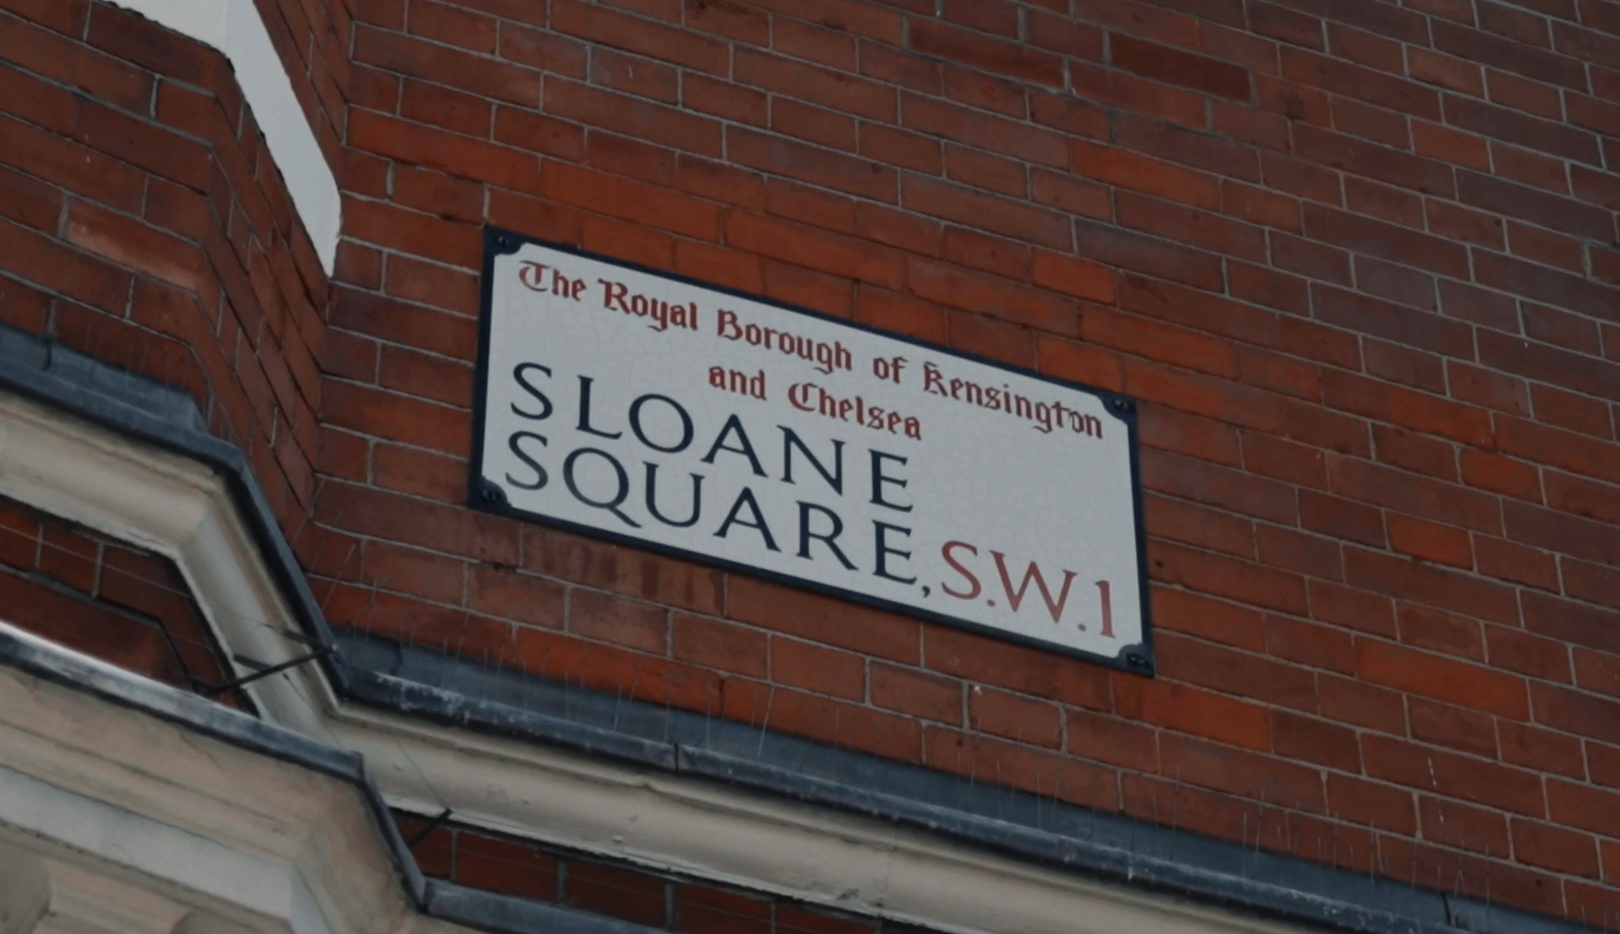 The Royal Borough of Kensington
and Chelsea
SLOANE
SQUARE, S.W.1